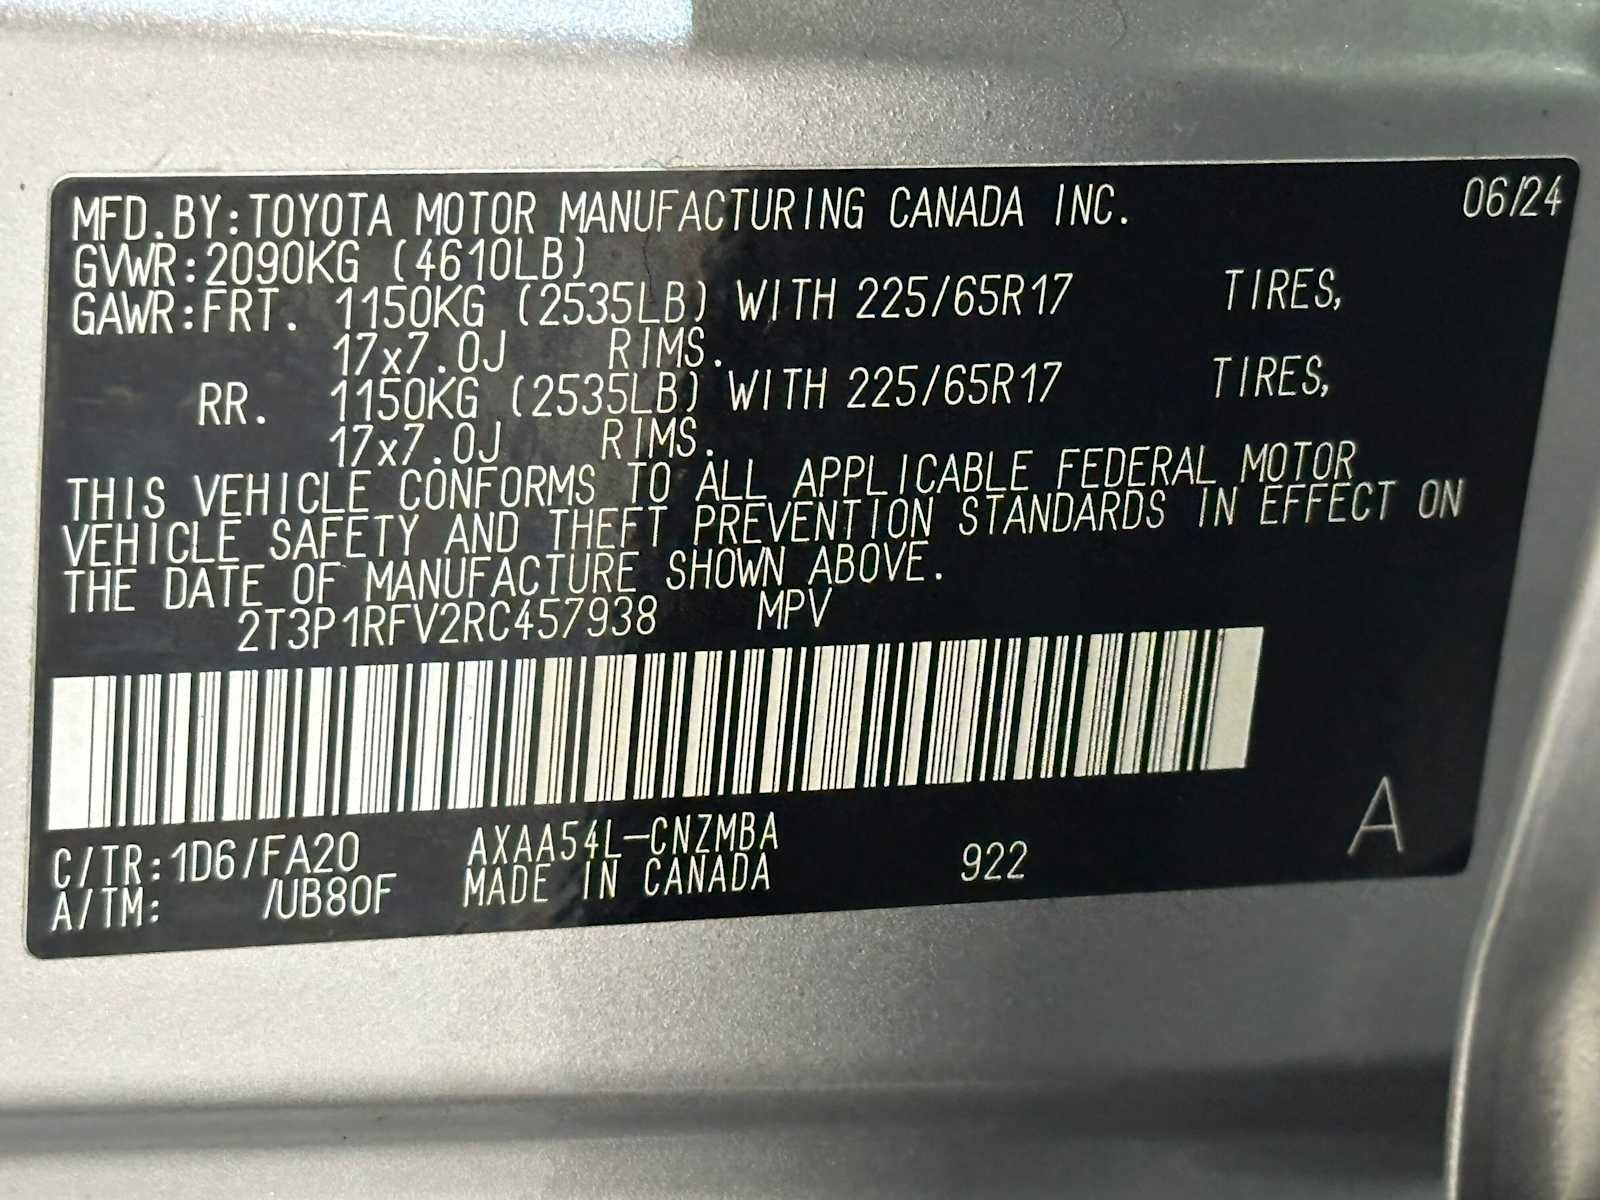 MFD.BY:TOYOTA MOTOR MANUFACTURING CANADA INC. 06/24
GVWR:2090KG (4610LB)
GAWR:FRT. 1150KG (2535LB) WITH 225/65R17 TIRES,
17x7.0J RIMS.
RR. 1150KG (2535LB) WITH 225/65R17 TIRES,
17x7.0J RIMS.
THIS VEHICLE CONFORMS TO ALL APPLICABLE FEDERAL MOTOR
VEHICLE SAFETY AND THEFT PREVENTION STANDARDS IN EFFECT ON
THE DATE OF MANUFACTURE SHOWN ABOVE.
2T3P1RFV2RC457938 MPV
C/TR:1D6/FA20 AXAA54L-CNZMBA
A/TM: /UB80F MADE IN CANADA 922 A